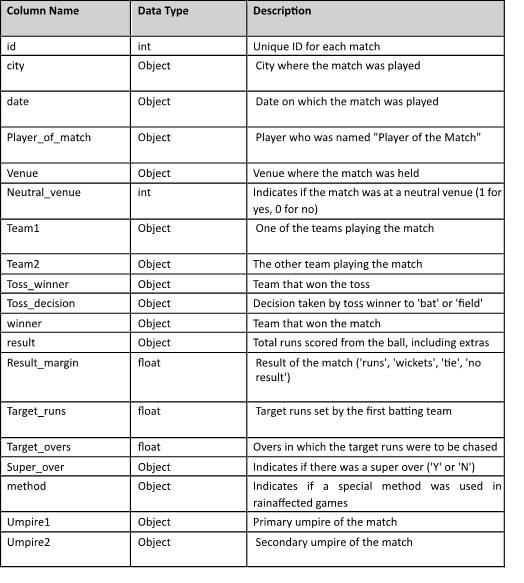 Column Name Data Type Description
id int Unique ID for each match
city Object City where the match was played
date Object Date on which the match was played
Player_of_match Object Player who was named "Player of the Match"
Venue Object Venue where the match was held
Neutral_venue int Indicates if the match was at a neutral venue (1 for
yes, 0 for no)
Team1 Object One of the teams playing the match
Team2 Object The other team playing the match
Toss_winner Object Team that won the toss
Toss_decision Object Decision taken by toss winner to 'bat' or 'field'
winner Object Team that won the match
result Object Total runs scored from the ball, including extras
Result_margin float Result of the match ('runs', 'wickets', 'tie', 'no
result')
Target_runs float Target runs set by the first batting team
Target_overs float Overs in which the target runs were to be chased
Super_over Object Indicates if there was a super over ('Y' or 'N')
method Object Indicates if a special method was used in
rainaffected games
Umpire1 Object Primary umpire of the match
Umpire2 Object Secondary umpire of the match